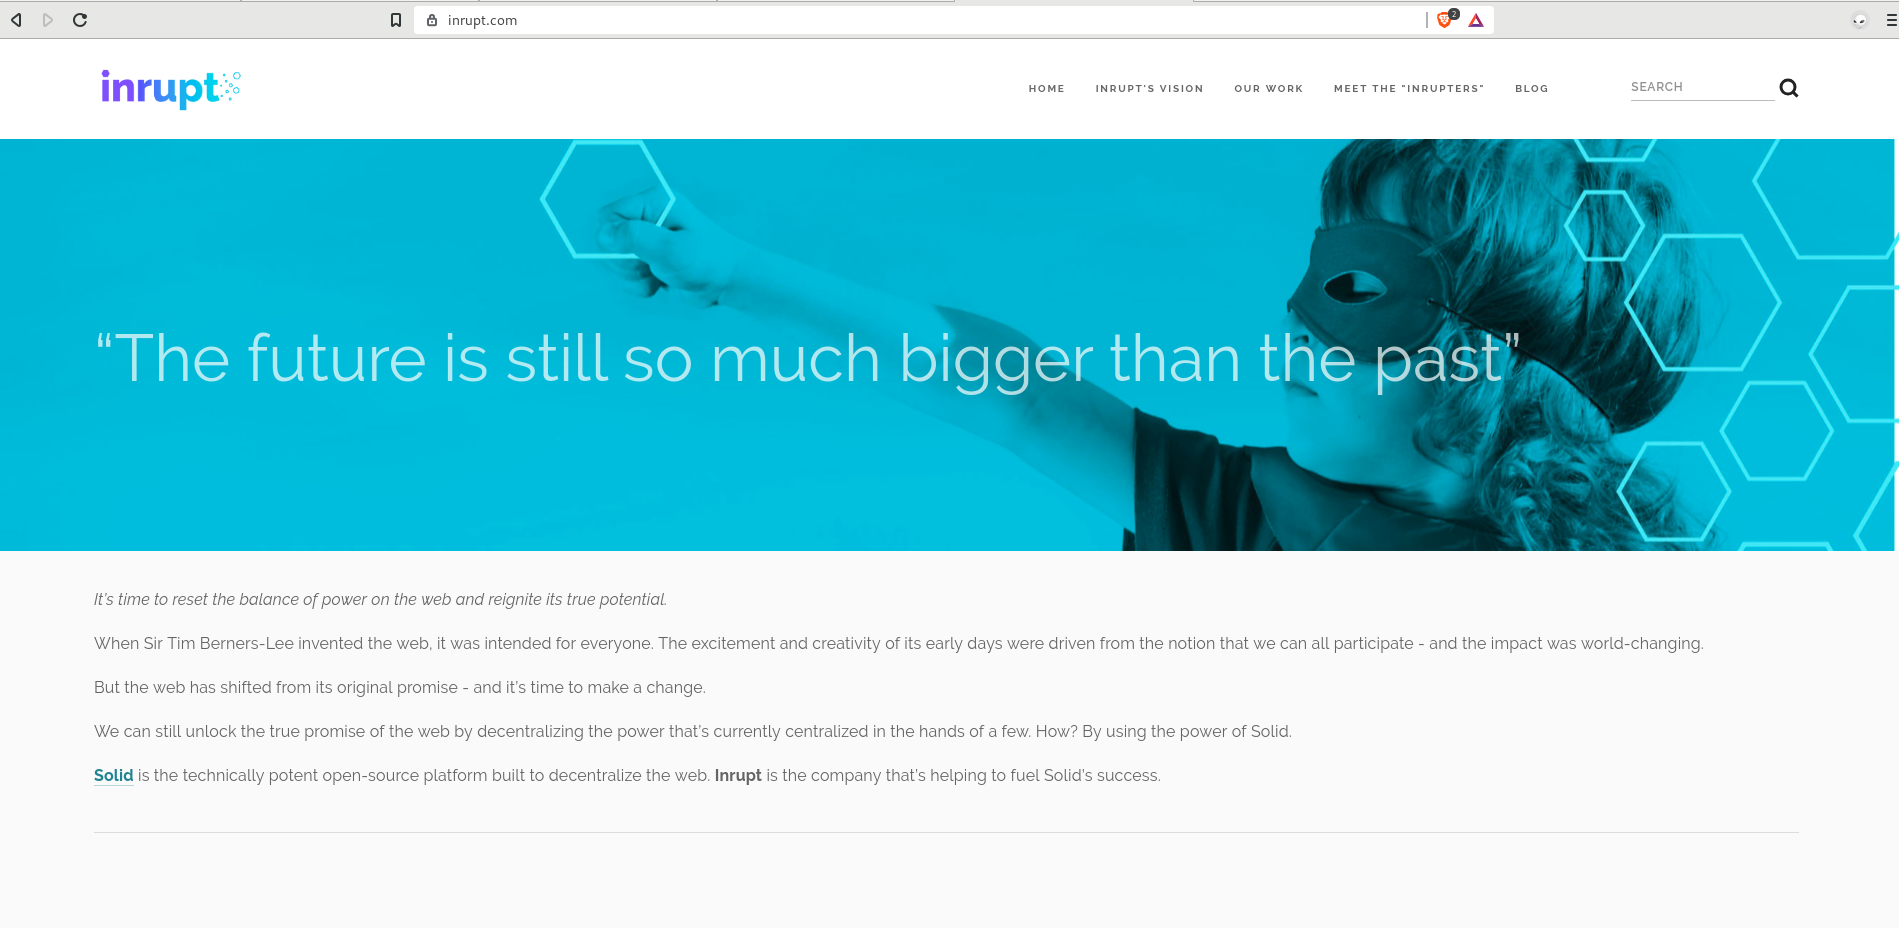 inrupt.com
2
inrupt
HOME INRUPT'S VISION OUR WORK MEET THE "INRUPTERS" BLOG SEARCH
“The future is still so much bigger than the past”
It’s time to reset the balance of power on the web and reignite its true potential.
When Sir Tim Berners-Lee invented the web, it was intended for everyone. The excitement and creativity of its early days were driven from the notion that we can all participate - and the impact was world-changing.
But the web has shifted from its original promise - and it’s time to make a change.
We can still unlock the true promise of the web by decentralizing the power that’s currently centralized in the hands of a few. How? By using the power of Solid.
Solid is the technically potent open-source platform built to decentralize the web. Inrupt is the company that’s helping to fuel Solid’s success.